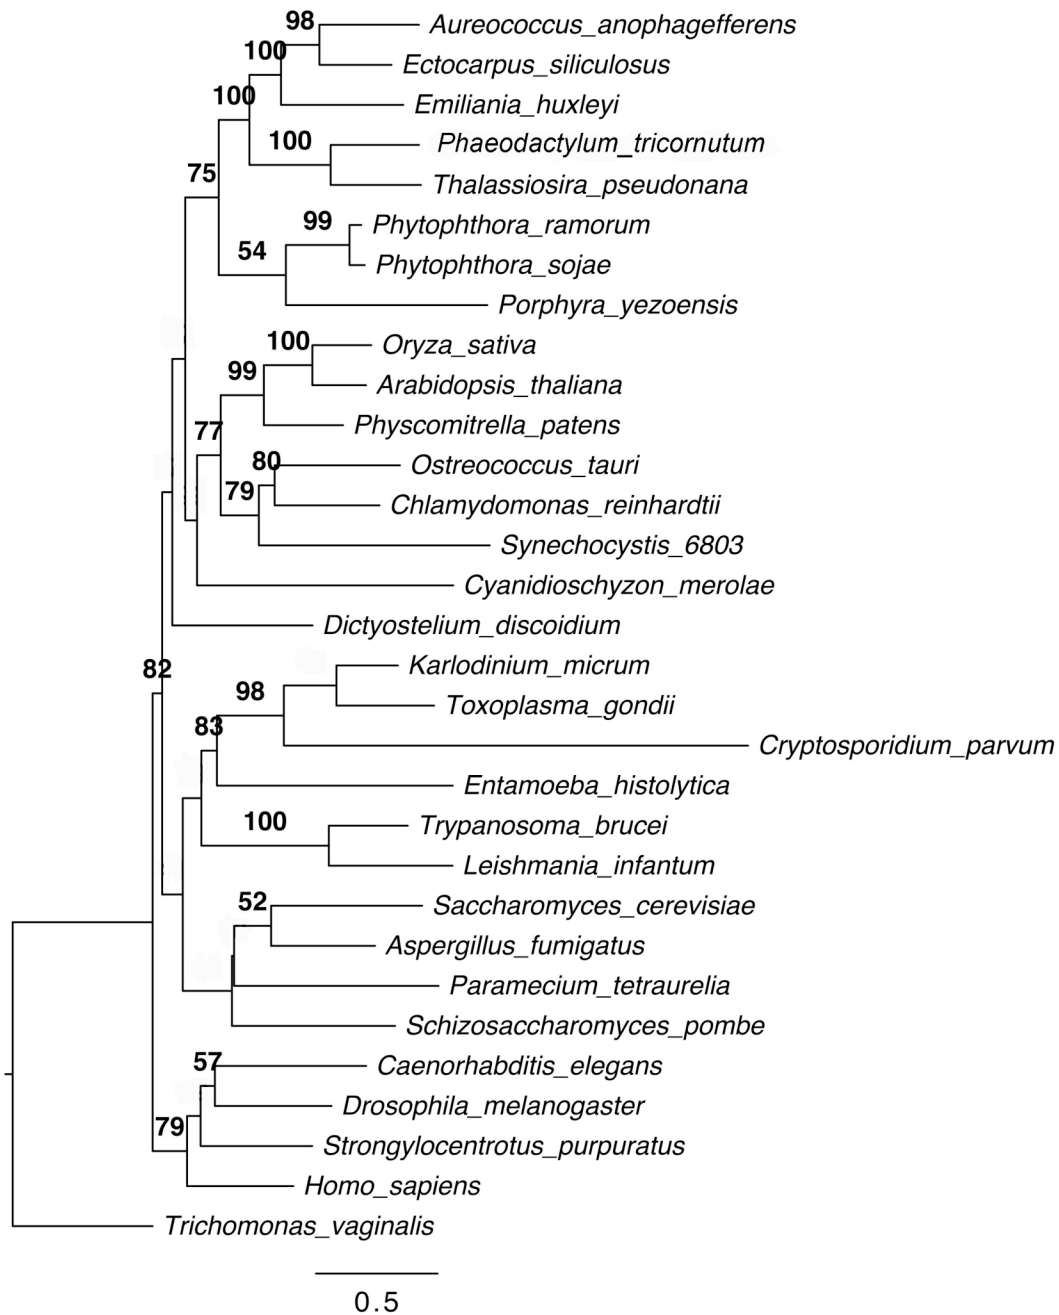 98
Aureococcus_anophagefferens
100
Ectocarpus_siliculosus
100
Emiliania_huxleyi
100
Phaeodactylum_tricornutum
75
Thalassiosira_pseudonana
99
Phytophthora_ramorum
54
Phytophthora_sojae
Porphyra_yezoensis
100
Oryza_sativa
99
Arabidopsis_thaliana
77
Physcomitrella_patens
80
Ostreococcus_tauri
79
Chlamydomonas_reinhardtii
Synechocystis_6803
Cyanidioschyzon_merolae
Dictyostelium_discoidium
82
Karlodinium_micrum
98
Toxoplasma_gondii
83
Cryptosporidium_parvum
Entamoeba_histolytica
100
Trypanosoma_brucei
Leishmania_infantum
52
Saccharomyces_cerevisiae
Aspergillus_fumigatus
Paramecium_tetraurelia
Schizosaccharomyces_pombe
57
Caenorhabditis_elegans
Drosophila_melanogaster
79
Strongylocentrotus_purpuratus
Homo_sapiens
Trichomonas_vaginalis
0.5